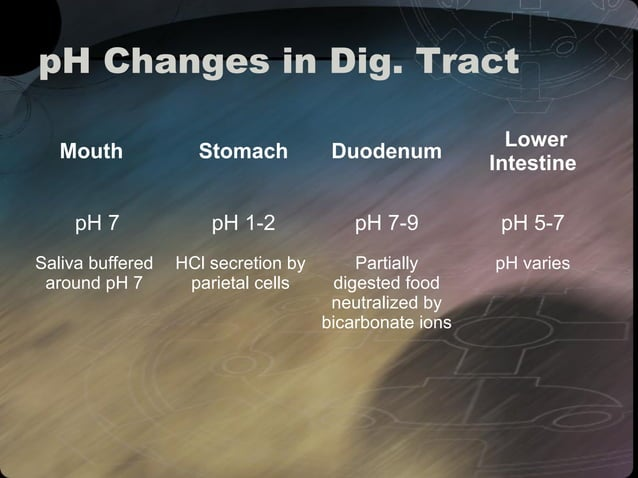 pH Changes in Dig. Tract
Mouth
Stomach
Duodenum
Lower
Intestine
pH 7
pH 1-2
pH 7-9
pH 5-7
Saliva buffered
around pH 7
HCl secretion by
parietal cells
Partially
digested food
neutralized by
bicarbonate ions
pH varies